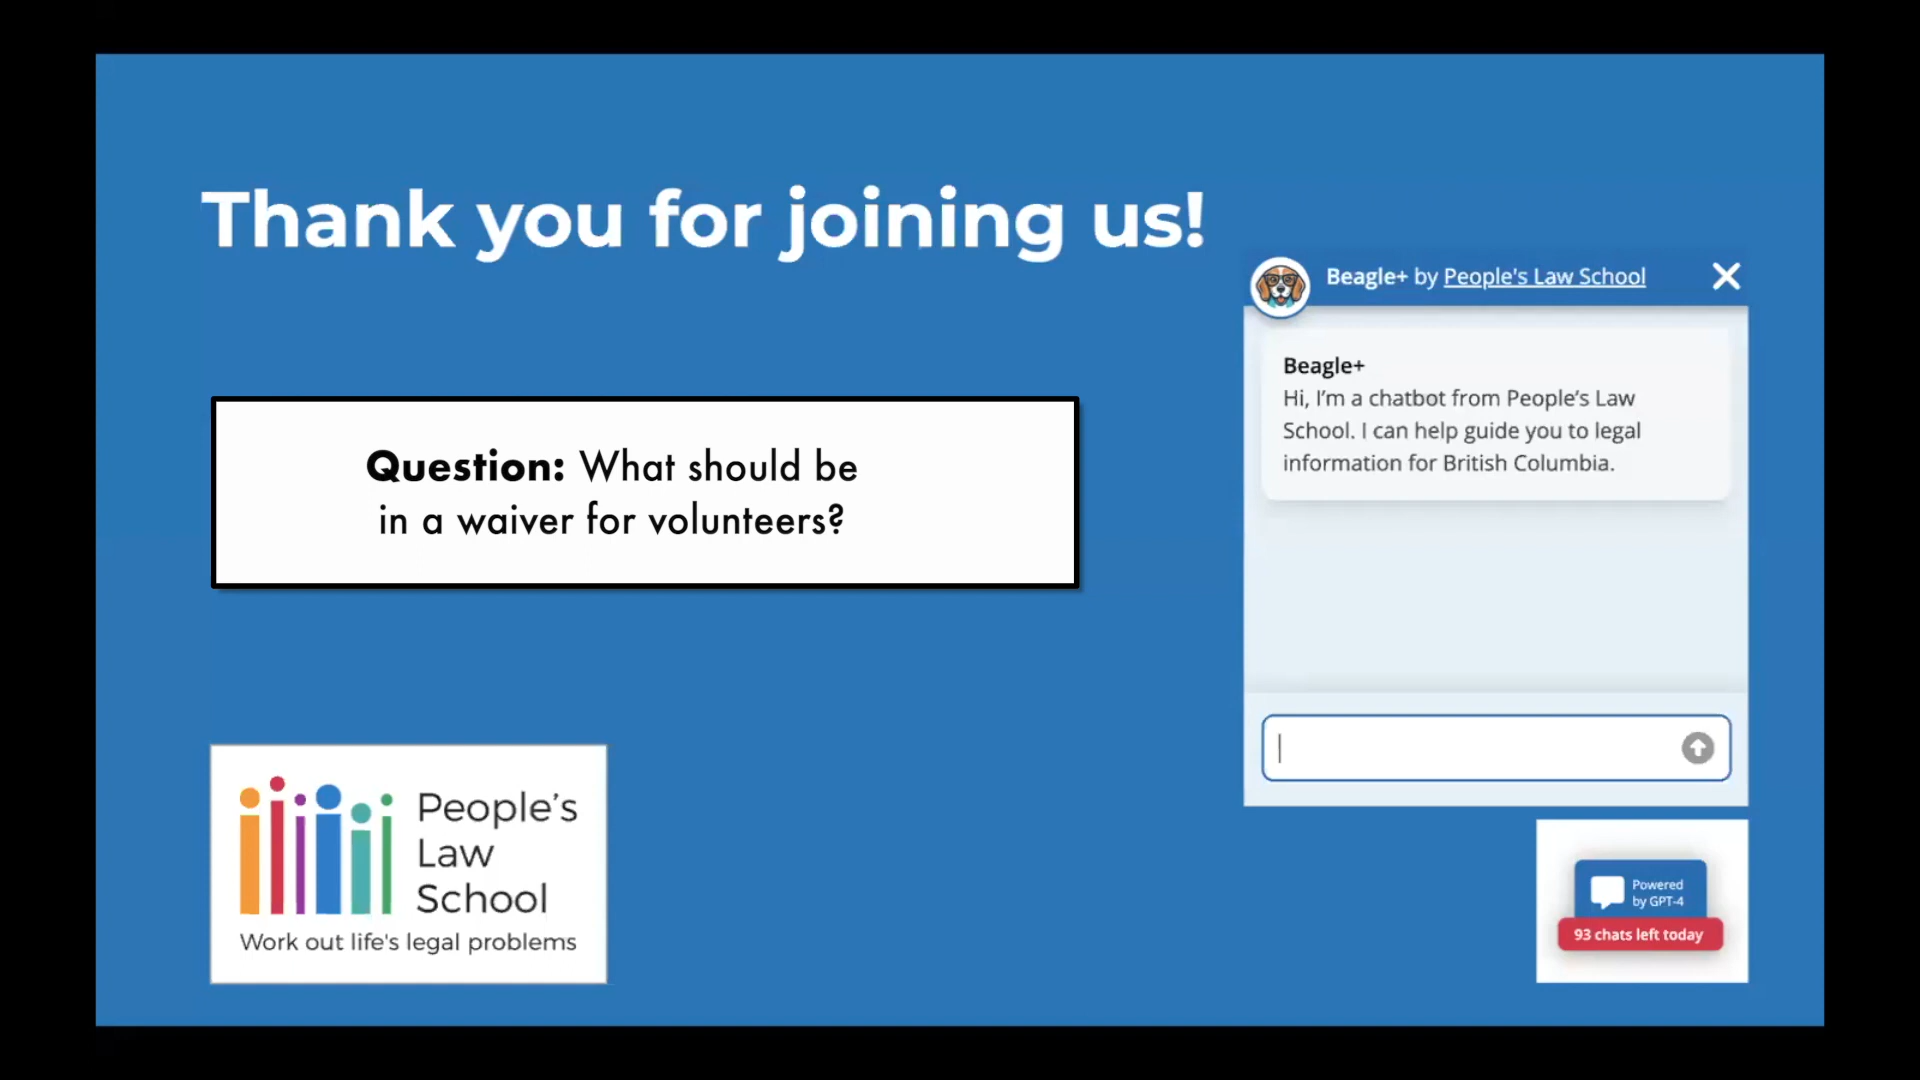 Thank you for joining us!
Question: What should be
in a waiver for volunteers?
Beagle+ by People's Law School
Beagle+
Hi, I’m a chatbot from People’s Law
School. I can help guide you to legal
information for British Columbia.
People’s
Law
School
Work out life's legal problems
Powered
by GPT-4
93 chats left today